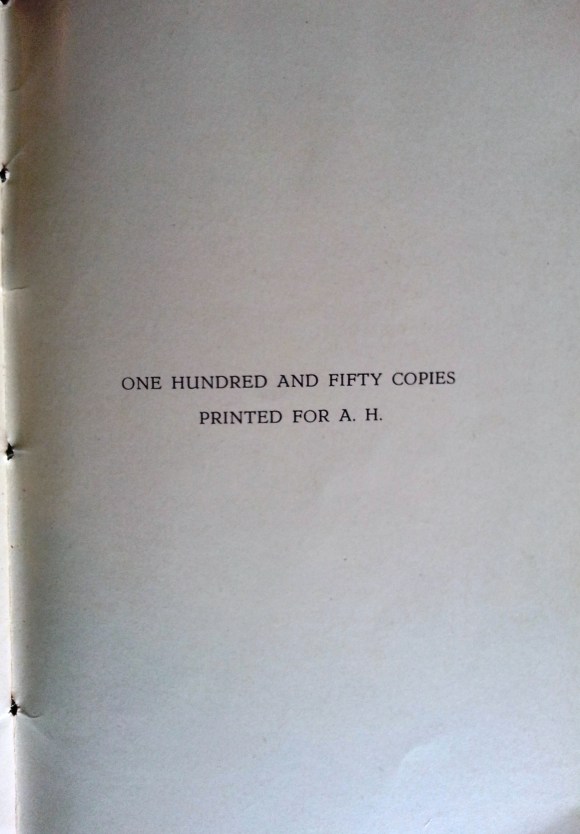 ONE HUNDRED AND FIFTY COPIES
PRINTED FOR A. H.